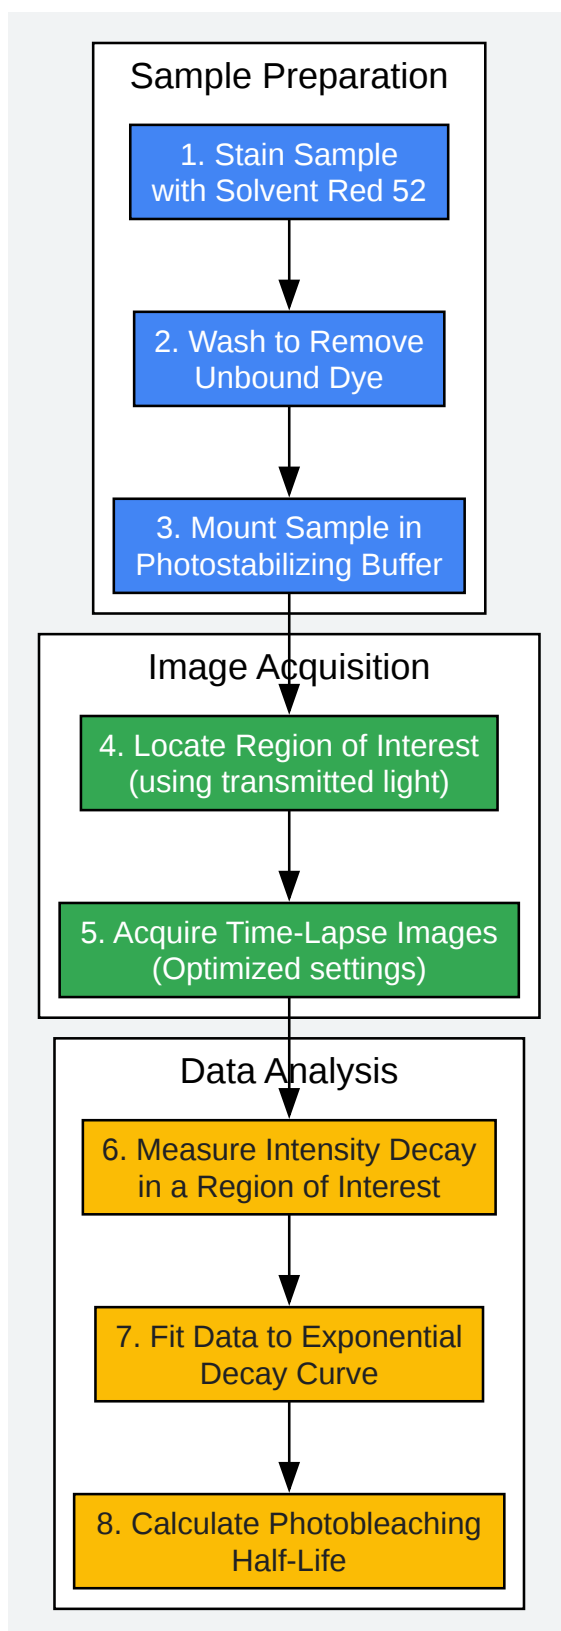 Sample Preparation
1. Stain Sample
with Solvent Red 52
2. Wash to Remove
Unbound Dye
3. Mount Sample in
Photostabilizing Buffer
Image Acquisition
4. Locate Region of Interest
(using transmitted light)
5. Acquire Time-Lapse Images
(Optimized settings)
Data Analysis
6. Measure Intensity Decay
in a Region of Interest
7. Fit Data to Exponential
Decay Curve
8. Calculate Photobleaching
Half-Life